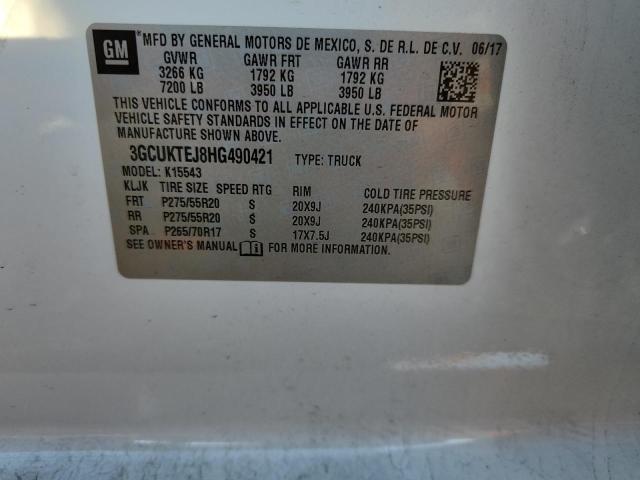 GM *MFD BY GENERAL MOTORS DE MEXICO, S. DE R.L. DE C.V. 06/17
GVWR GAWR FRT GAWR RR
3266 KG 1792 KG 1792 KG
7200 LB 3950 LB 3950 LB
THIS VEHICLE CONFORMS TO ALL APPLICABLE U.S. FEDERAL MOTOR
VEHICLE SAFETY STANDARDS IN EFFECT ON THE DATE OF
MANUFACTURE SHOWN ABOVE.
3GCUKTEJ8HG490421 TYPE: TRUCK
MODEL: K15543
KLJK TIRE SIZE SPEED RTG RIM COLD TIRE PRESSURE
FRT P275/55R20 S 20X9J 240KPA(35PSI)
RR P275/55R20 S 20X9J 240KPA(35PSI)
SPA P265/70R17 S 17X7.5J 240KPA(35PSI)
SEE OWNER'S MANUAL FOR MORE INFORMATION.